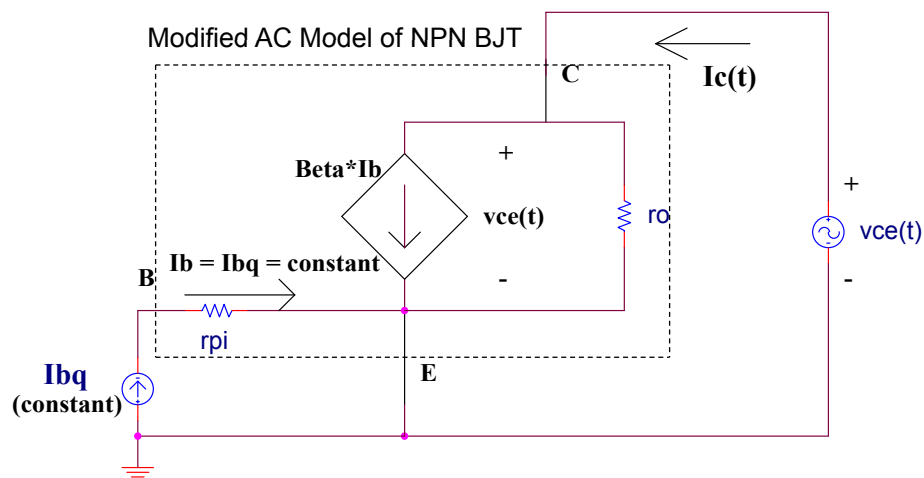 Modified AC Model of NPN BJT
C
Ic(t)
Beta*Ib
+
vce(t)
-
ro
+
vce(t)
-
Ib = Ibq = constant
B
rpi
E
Ibq
(constant)